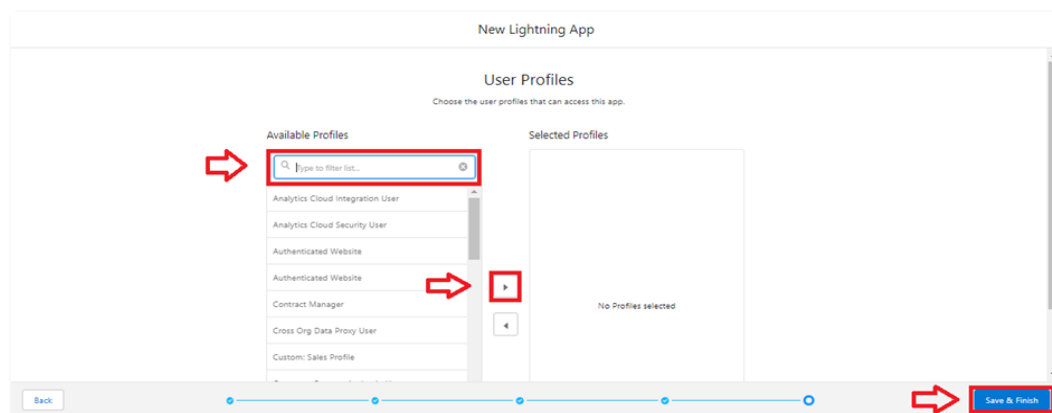 New Lightning App
User Profiles
Choose the user profiles that can access this app.
Available Profiles
Selected Profiles
Type to filter list...
Analytics Cloud Integration User
Analytics Cloud Security User
Authenticated Website
Authenticated Website
Contract Manager
Cross Org Data Proxy User
Custom: Sales Profile
No Profiles selected
Back
Save & Finish